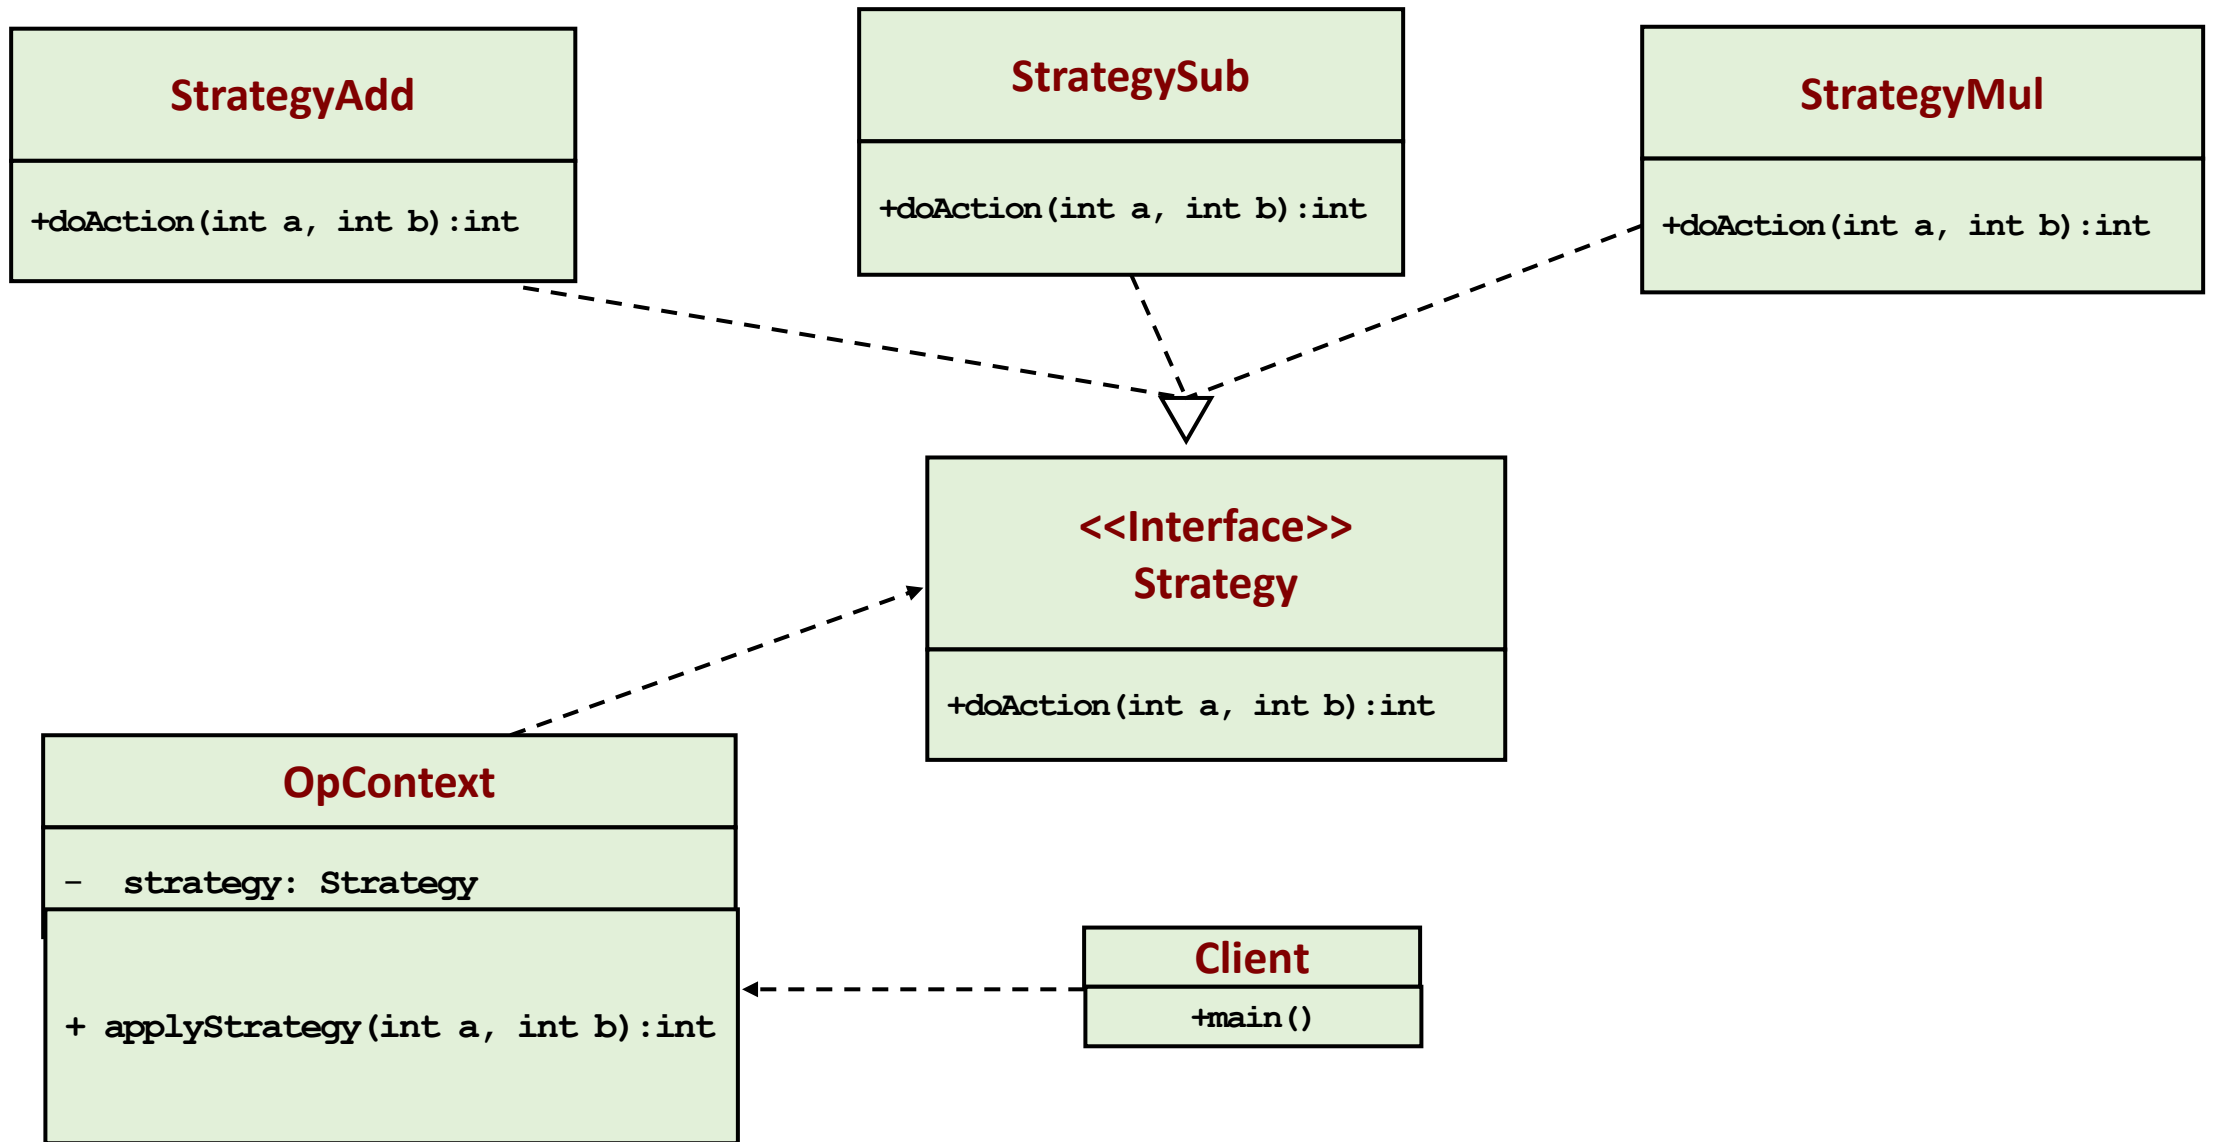 StrategyAdd
+doAction(int a, int b):int
StrategySub
+doAction(int a, int b):int
StrategyMul
+doAction(int a, int b):int
<<Interface>>
Strategy
+doAction(int a, int b):int
OpContext
- strategy: Strategy
+ applyStrategy(int a, int b):int
Client
+main()